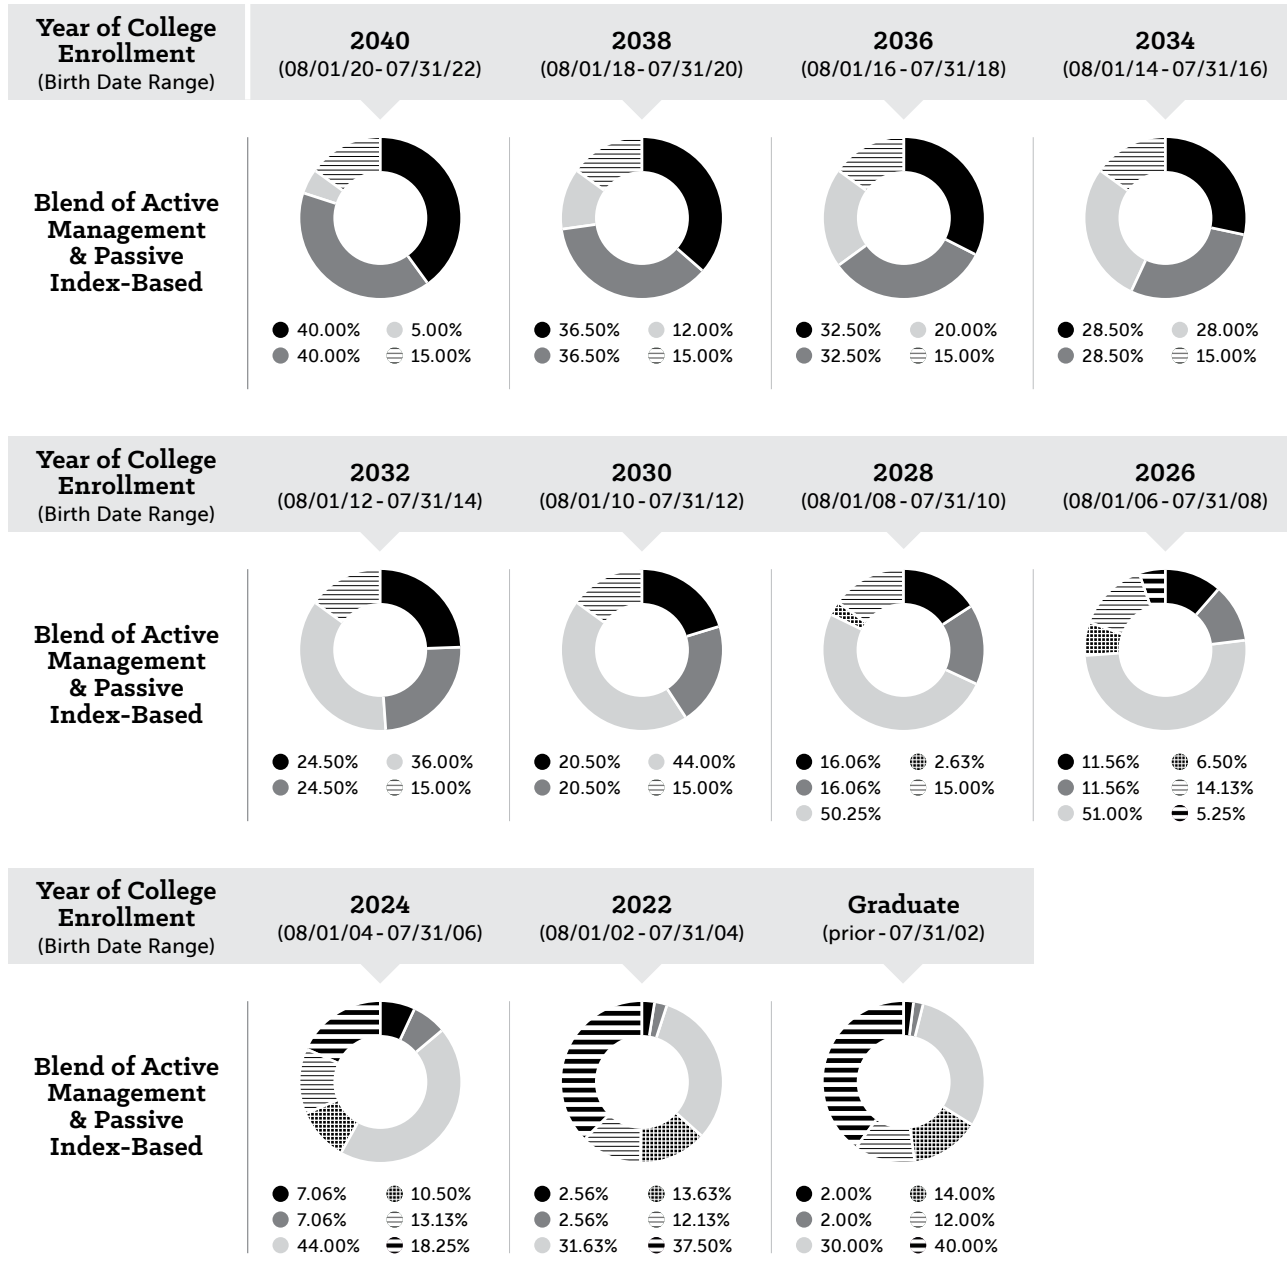 Year of College
Enrollment
(Birth Date Range)
2040
(08/01/20-07/31/22)
2038
(08/01/18-07/31/20)
2036
(08/01/16-07/31/18)
2034
(08/01/14-07/31/16)
Blend of Active
Management
& Passive
Index-Based
40.00% 5.00%
40.00% 15.00%
36.50% 12.00%
36.50% 15.00%
32.50% 20.00%
32.50% 15.00%
28.50% 28.00%
28.50% 15.00%
Year of College
Enrollment
(Birth Date Range)
2032
(08/01/12-07/31/14)
2030
(08/01/10-07/31/12)
2028
(08/01/08-07/31/10)
2026
(08/01/06-07/31/08)
Blend of Active
Management
& Passive
Index-Based
24.50% 36.00%
24.50% 15.00%
20.50% 44.00%
20.50% 15.00%
16.06% 2.63%
16.06% 15.00%
50.25%
11.56% 6.50%
11.56% 14.13%
51.00% 5.25%
Year of College
Enrollment
(Birth Date Range)
2024
(08/01/04-07/31/06)
2022
(08/01/02-07/31/04)
Graduate
(prior-07/31/02)
Blend of Active
Management
& Passive
Index-Based
7.06% 10.50%
7.06% 13.13%
44.00% 18.25%
2.56% 13.63%
2.56% 12.13%
31.63% 37.50%
2.00% 14.00%
2.00% 12.00%
30.00% 40.00%